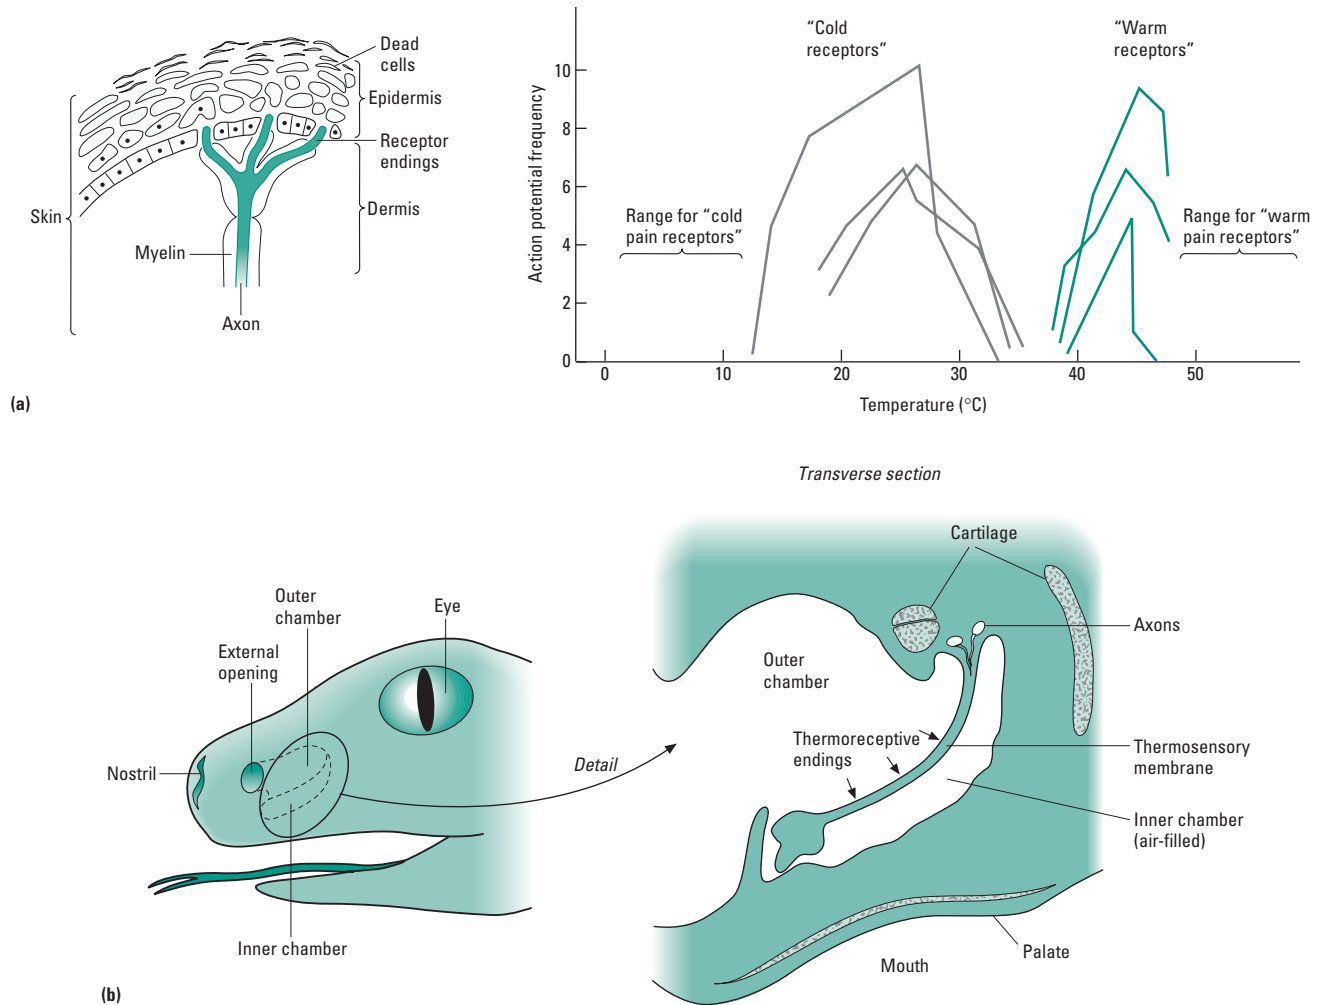 Dead
cells
Epidermis
Receptor
endings
Skin
Dermis
Myelin
Axon
(a)
“Cold
receptors”
“Warm
receptors”
Action potential frequency
10
8
6
4
2
0
Range for “cold
pain receptors”
Range for “warm
pain receptors”
0
10
20
30
40
50
Temperature (°C)
Transverse section
Outer
chamber
Eye
External
opening
Nostril
Inner chamber
Detail
Cartilage
Axons
Outer
chamber
Thermoreceptive
endings
Thermosensory
membrane
Inner chamber
(air-filled)
Palate
Mouth
(b)